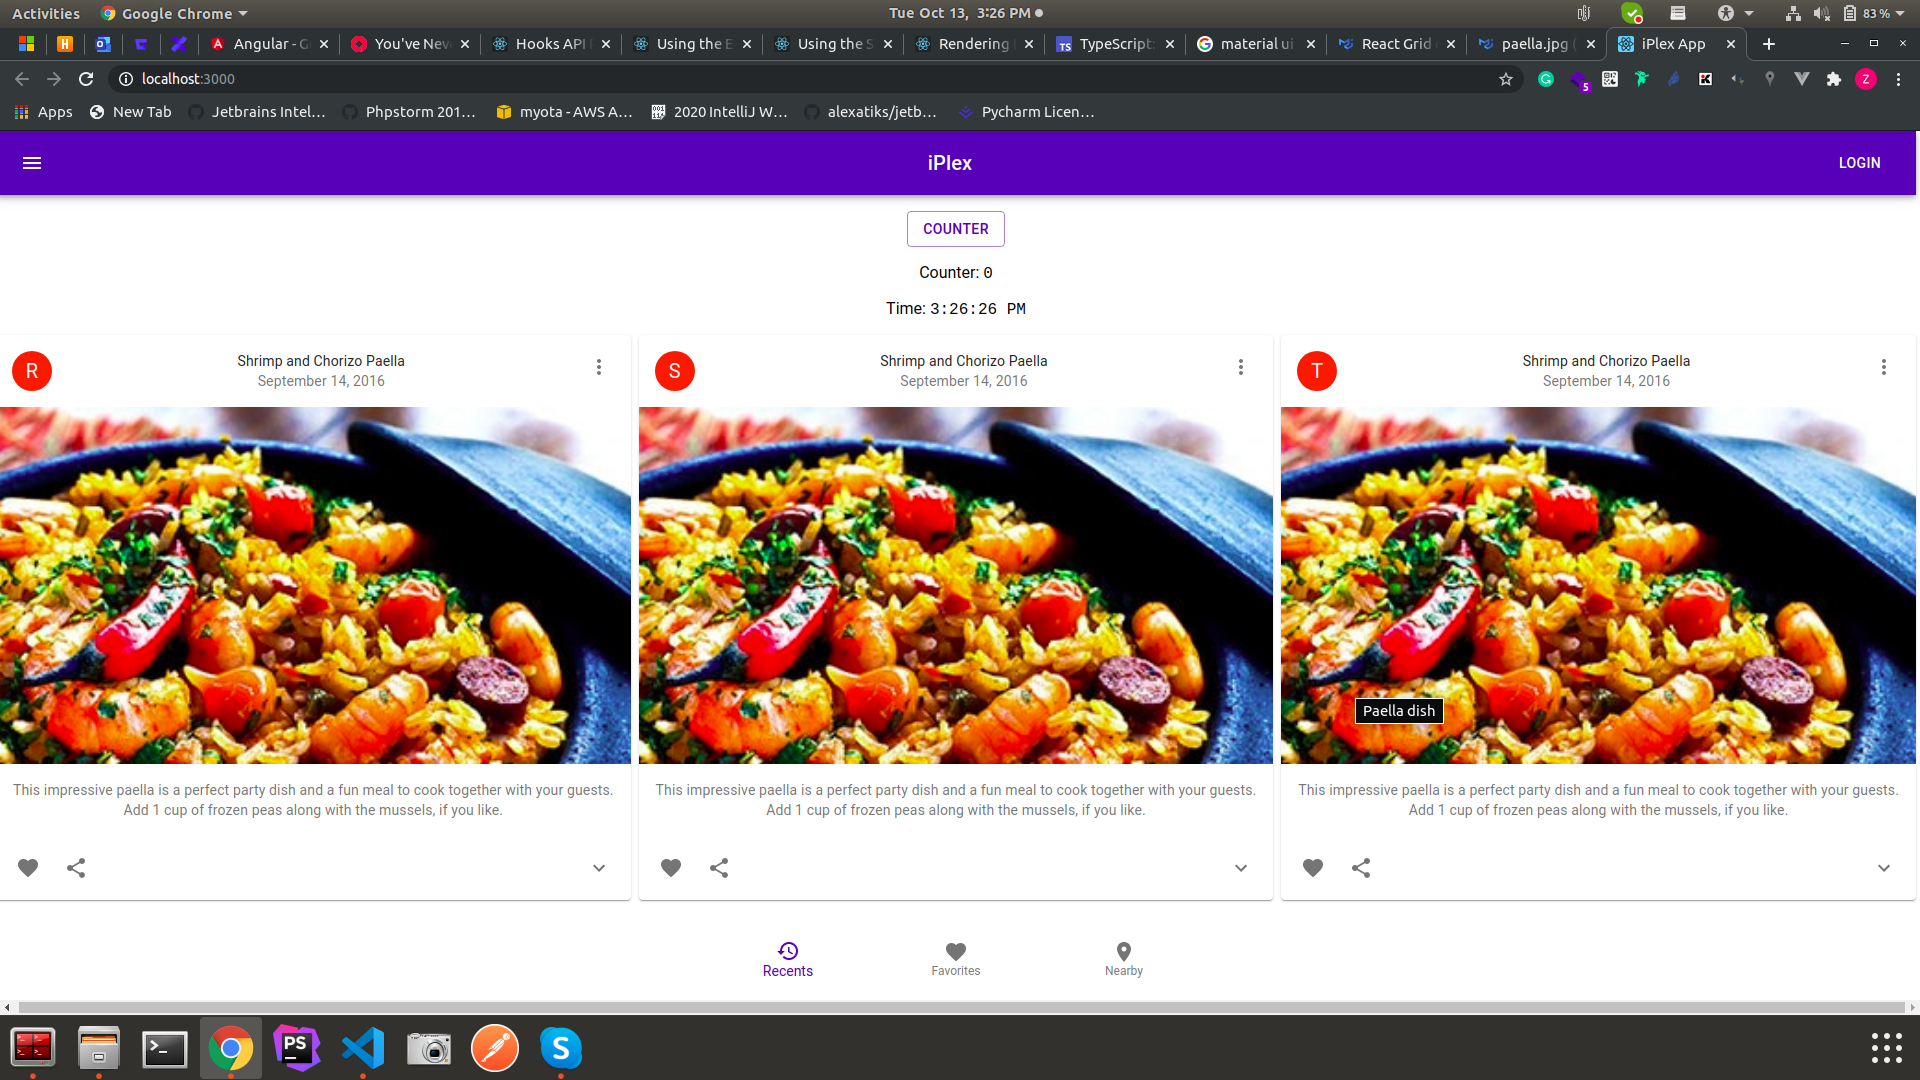 Activities Google Chrome Tue Oct 13, 3:26 PM 83 %
Angular - G You've Nev Hooks API Using the E Using the S Rendering TypeScript: material ui React Grid paella.jpg ( iPlex App
localhost:3000 5 Z
Apps New Tab Jetbrains Intel... Phpstorm 201... myota - AWS A... 2020 IntelliJ W... alexatiks/jetb... Pycharm Licen...
iPlex LOGIN
COUNTER
Counter: 0
Time: 3:26:26 PM
R Shrimp and Chorizo Paella
September 14, 2016
This impressive paella is a perfect party dish and a fun meal to cook together with your guests.
Add 1 cup of frozen peas along with the mussels, if you like.
S Shrimp and Chorizo Paella
September 14, 2016
This impressive paella is a perfect party dish and a fun meal to cook together with your guests.
Add 1 cup of frozen peas along with the mussels, if you like.
T Shrimp and Chorizo Paella
September 14, 2016
Paella dish
This impressive paella is a perfect party dish and a fun meal to cook together with your guests.
Add 1 cup of frozen peas along with the mussels, if you like.
Recents Favorites Nearby
PS S